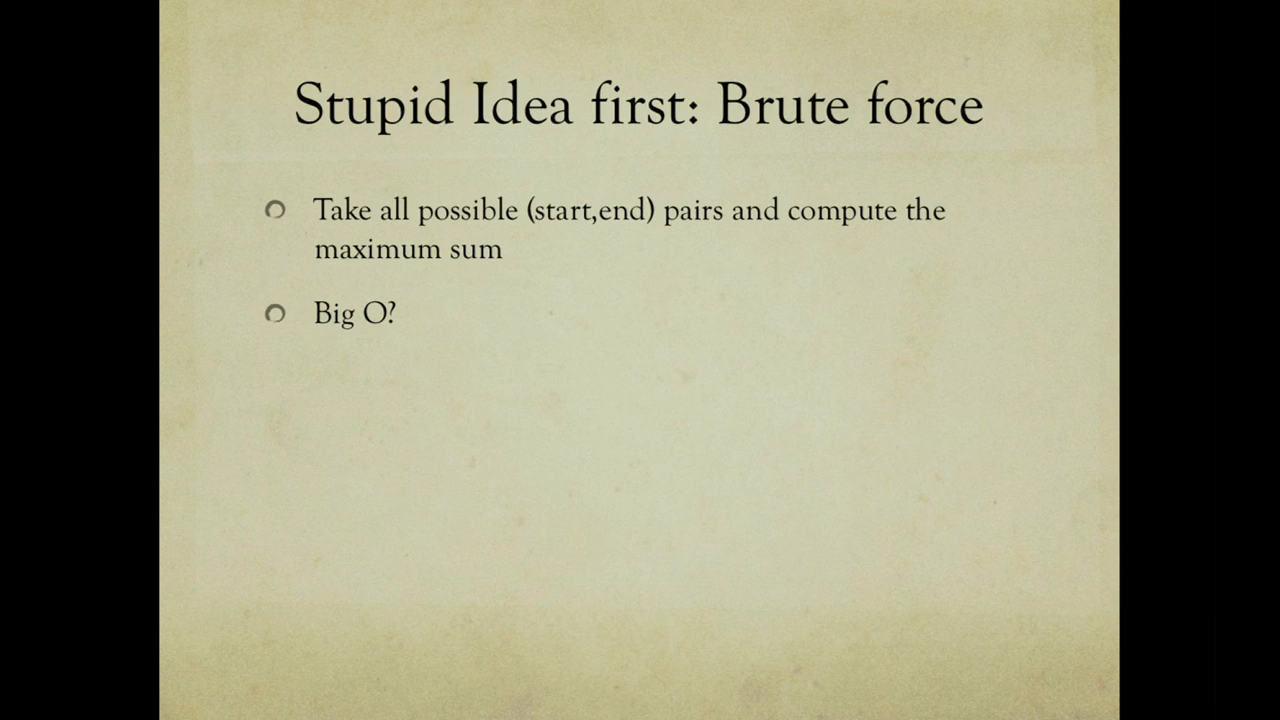 Stupid Idea first: Brute force
Take all possible (start,end) pairs and compute the
maximum sum
Big O?